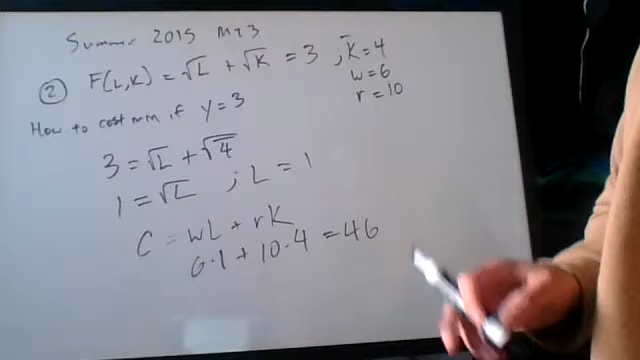 Summer 2015 MT3
② F(L,K) = √L + √K = 3 ; K̄=4
w=6
r=10
How to cost min if y=3
3 = √L + √4
1 = √L ; L = 1
C = wL + rK
6·1 + 10·4 = 46